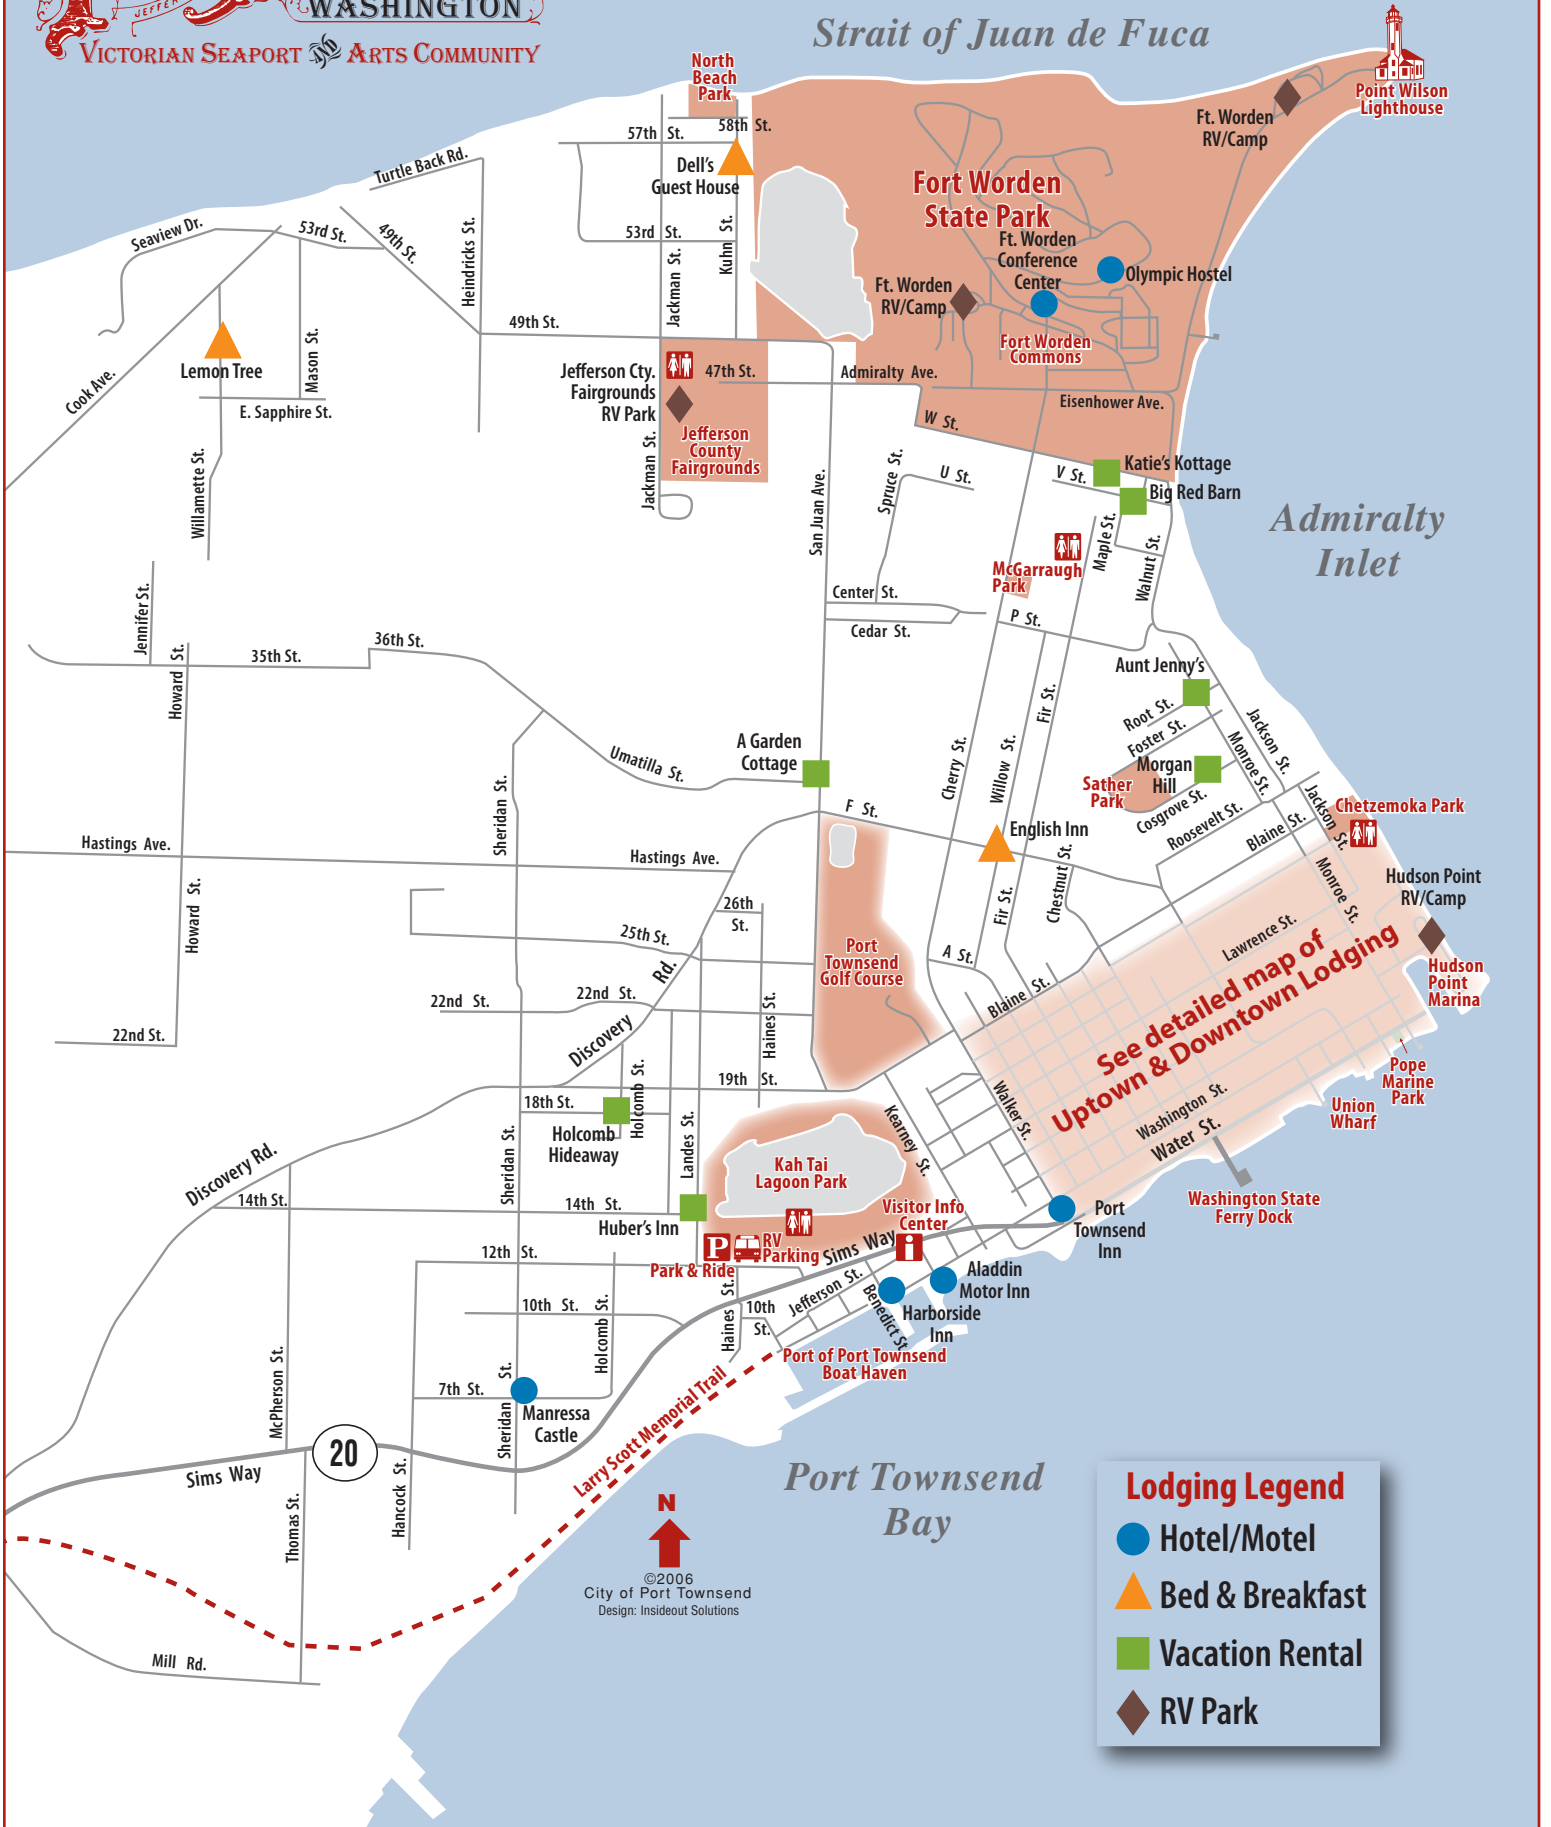 WASHINGTON
VICTORIAN SEAPORT AND ARTS COMMUNITY
Strait of Juan de Fuca
North
Beach
Park
Point Wilson
Lighthouse
Ft. Worden
RV/Camp
57th St.
58th St.
Dell's
Guest House
Turtle Back Rd.
Fort Worden
State Park
Seaview Dr.
53rd St.
49th St.
Heindricks St.
53rd St.
Jackman St.
Kuhn St.
Ft. Worden
Conference
Center
Olympic Hostel
Ft. Worden
RV/Camp
Fort Worden
Commons
49th St.
Lemon Tree
Mason St.
Cook Ave.
E. Sapphire St.
Willamette St.
Jefferson Cty.
Fairgrounds
RV Park
47th St.
Admiralty Ave.
Eisenhower Ave.
Jefferson
County
Fairgrounds
Jackman St.
W St.
San Juan Ave.
Spruce St.
U St.
V St.
Katie's Kottage
Big Red Barn
Maple St.
Walnut St.
Admiralty
Inlet
McGarraugh
Park
Center St.
Cedar St.
P St.
Jennifer St.
Howard St.
35th St.
36th St.
Umatilla St.
A Garden
Cottage
Cherry St.
Willow St.
Fir St.
Aunt Jenny's
Root St.
Foster St.
Jackson St.
Monroe St.
Morgan
Hill
Sather
Park
Cosgrove St.
Roosevelt St.
Blaine St.
Jackson St.
Chetzemoka Park
Sheridan St.
F St.
English Inn
Chestnut St.
Fir St.
Monroe St.
Hudson Point
RV/Camp
Hastings Ave.
Hastings Ave.
Howard St.
26th
St.
25th St.
Port
Townsend
Golf Course
A St.
Blaine St.
Lawrence St.
See detailed map of
Uptown & Downtown Lodging
Hudson
Point
Marina
22nd St.
22nd St.
22nd St.
Discovery Rd.
Haines St.
19th St.
18th St.
Holcomb St.
Holcomb
Hideaway
Landes St.
Kearney St.
Walker St.
Washington St.
Water St.
Pope
Marine
Park
Union
Wharf
Washington State
Ferry Dock
Kah Tai
Lagoon Park
Discovery Rd.
14th St.
14th St.
Sheridan St.
Huber's Inn
Visitor Info
Center
Port
Townsend
Inn
P
RV
Parking
Park & Ride
Sims Way
12th St.
10th St.
Holcomb St.
Haines St.
10th
St.
Jefferson St.
Benedict St.
Aladdin
Motor Inn
Harborside
Inn
Port of Port Townsend
Boat Haven
McPherson St.
7th St.
Sheridan St.
Manressa
Castle
Larry Scott Memorial Trail
20
Sims Way
Hancock St.
Thomas St.
Mill Rd.
Port Townsend
Bay
N
©2006
City of Port Townsend
Design: Insideout Solutions
Lodging Legend
Hotel/Motel
Bed & Breakfast
Vacation Rental
RV Park